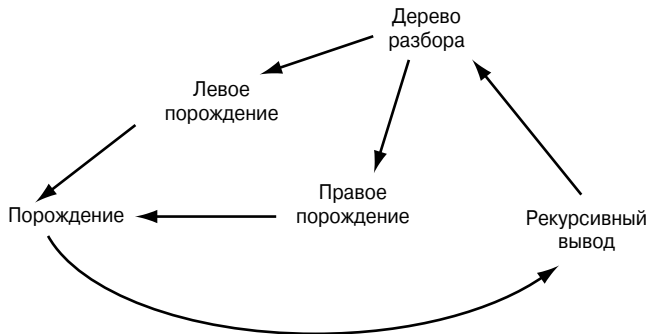 Дерево
разбора
Левое
порождение
Правое
порождение
Порождение
Рекурсивный
вывод